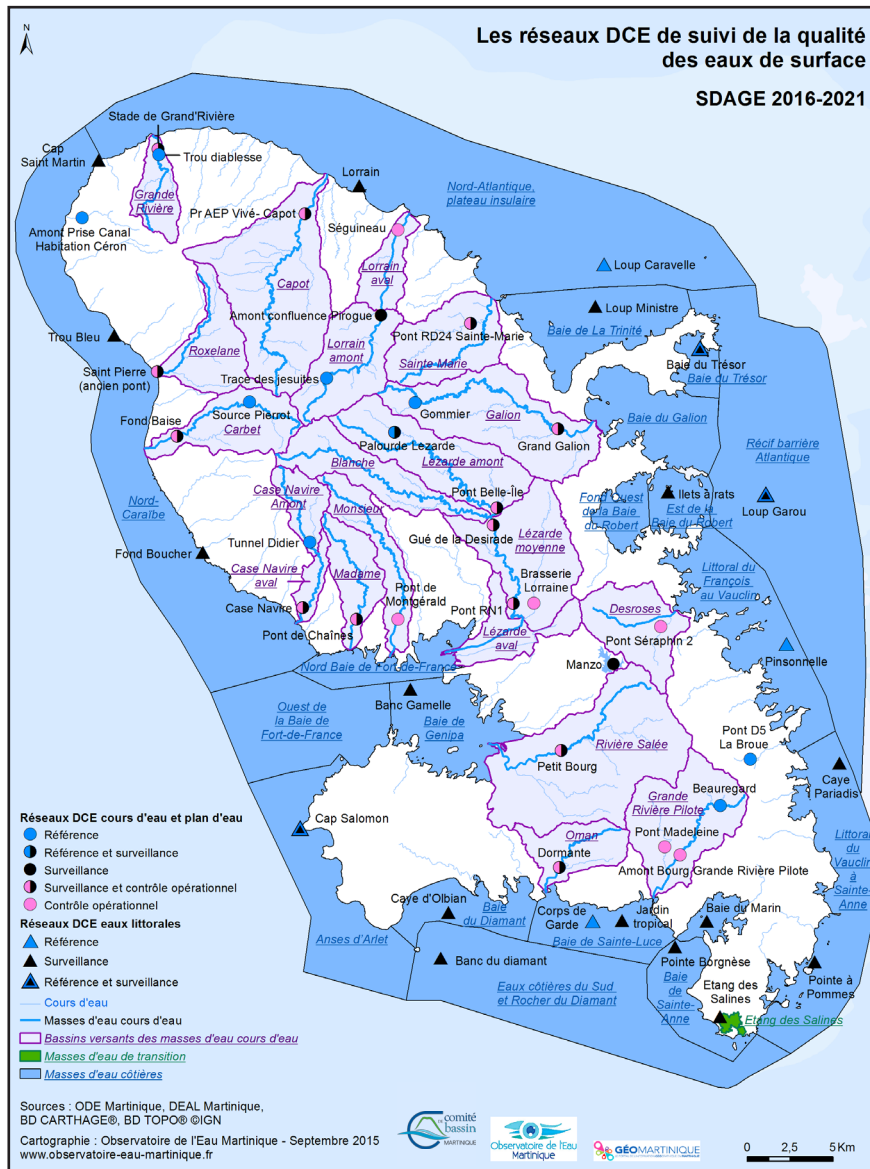 N
Les réseaux DCE de suivi de la qualité
des eaux de surface
SDAGE 2016-2021
Stade de Grand'Rivière
Trou diablesse
Cap
Saint Martin
Grande
Rivière
Lorrain
Nord-Atlantique,
plateau insulaire
Amont Prise Canal
Habitation Céron
Pr AEP Vivé- Capot
Séguineau
Capot
Lorrain
aval
Loup Caravelle
Loup Ministre
Amont confluence Pirogue
Pont RD24 Sainte-Marie
Baie de La Trinité
Trou Bleu
Roxelane
Lorrain
amont
Sainte Marie
Baie du Trésor
Baie du Trésor
Saint Pierre
(ancien pont)
Trace des jesuites
Source Pierrot
Carbet
Gommier
Galion
Baie du Galion
Fond Baise
Palourde Lézarde
Grand Galion
Récif barrière
Atlantique
Blanche
Lézarde amont
Nord-
Caraïbe
Case Navire
Amont
Monsieur
Pont Belle-Île
Fond Ouest
de la Baie
du Robert
Ilets à rats
Est de la
Baie du Robert
Loup Garou
Gué de la Desirade
Lézarde
moyenne
Tunnel Didier
Fond Boucher
Case Navire
aval
Madame
Pont de
Montgérald
Brasserie
Lorraine
Littoral du
François
au Vauclin
Case Navire
Pont RN1
Desroses
Pont de Chaînes
Lézarde
aval
Pont Séraphin 2
Nord Baie de Fort-de-France
Manzo
Pinsonnelle
Banc Gamelle
Ouest de
la Baie de
Fort-de-France
Baie de
Genipa
Rivière Salée
Pont D5
La Broue
Petit Bourg
Caye
Pariadis
Beauregard
Grande
Rivière Pilote
Cap Salomon
Oman
Pont Madeleine
Dormante
Amont Bourg Grande Rivière Pilote
Littoral
du
Vauclin
à
Sainte-
Anne
Caye d'Olbian
Baie
du Diamant
Corps de
Garde
Jardin
tropical
Baie du Marin
Anses d'Arlet
Baie de Sainte-Luce
Banc du diamant
Pointe Borgnèse
Baie
de
Sainte-
Anne
Pointe à
Pommes
Eaux côtières du Sud
et Rocher du Diamant
Etang des
Salines
Etang des Salines
Réseaux DCE cours d'eau et plan d'eau
Référence
Référence et surveillance
Surveillance
Surveillance et contrôle opérationnel
Contrôle opérationnel
Réseaux DCE eaux littorales
Référence
Surveillance
Référence et surveillance
Cours d'eau
Masses d'eau cours d'eau
Bassins versants des masses d'eau cours d'eau
Masses d'eau de transition
Masses d'eau côtières
Sources : ODE Martinique, DEAL Martinique,
BD CARTHAGE®, BD TOPO® ©IGN
Cartographie : Observatoire de l'Eau Martinique - Septembre 2015
www.observatoire-eau-martinique.fr
comité
DE bassin
MARTINIQUE
Observatoire de l'Eau
Martinique
GÉOMARTINIQUE
0 2,5 5 Km